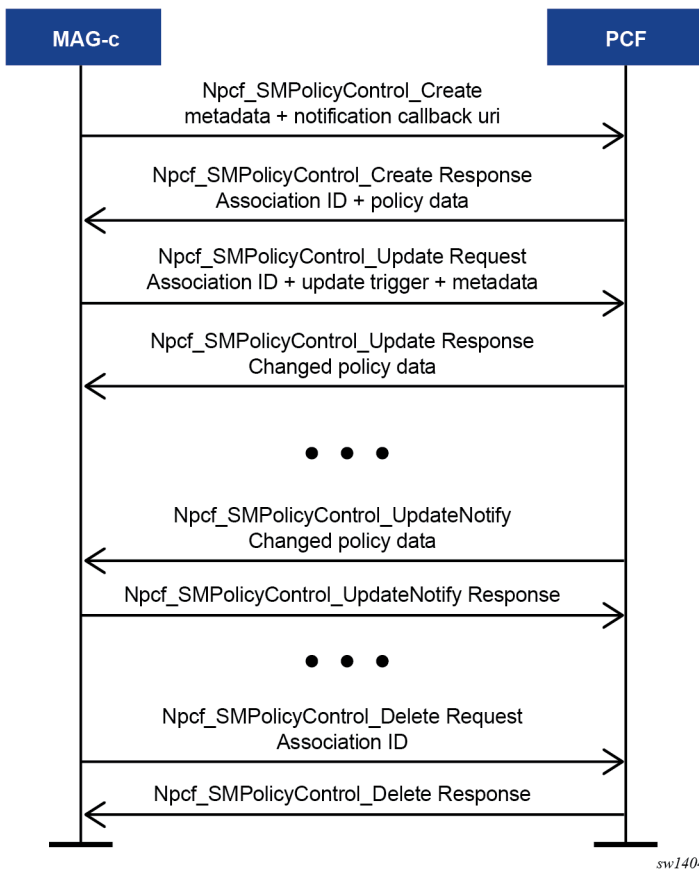 MAG-c
PCF
Npcf_SMPolicyControl_Create
metadata + notification callback uri
Npcf_SMPolicyControl_Create Response
Association ID + policy data
Npcf_SMPolicyControl_Update Request
Association ID + update trigger + metadata
Npcf_SMPolicyControl_Update Response
Changed policy data
Npcf_SMPolicyControl_UpdateNotify
Changed policy data
Npcf_SMPolicyControl_UpdateNotify Response
Npcf_SMPolicyControl_Delete Request
Association ID
Npcf_SMPolicyControl_Delete Response
sw1404